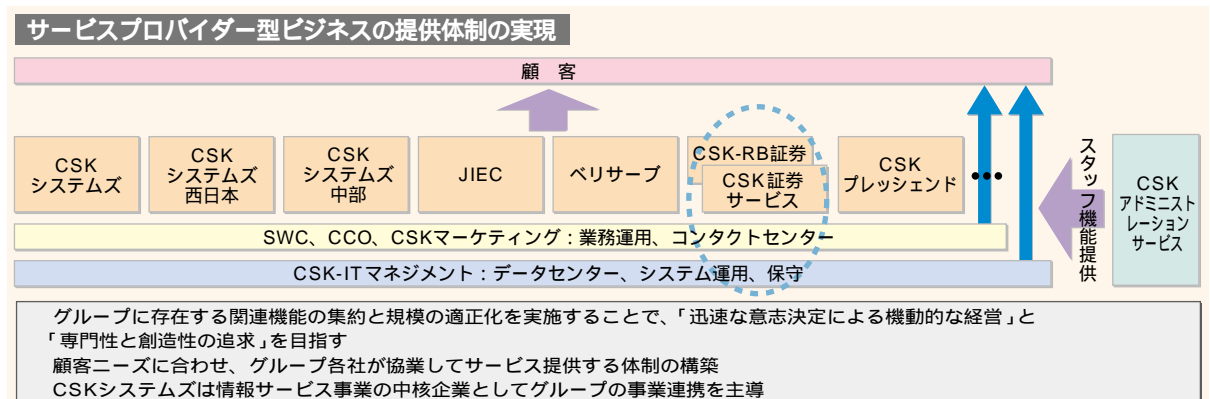 サービスプロバイダー型ビジネスの提供体制の実現
顧 客
CSK
システムズ
CSK
システムズ
西日本
CSK
システムズ
中部
JIEC
ベリサーブ
CSK-RB証券
CSK証券
サービス
CSK
プレッシェンド
•••
スタッフ機能提供
CSK
アドミニスト
レーション
サービス
SWC、CCO、CSKマーケティング：業務運用、コンタクトセンター
CSK-ITマネジメント：データセンター、システム運用、保守
グループに存在する関連機能の集約と規模の適正化を実施することで、「迅速な意志決定による機動的な経営」と
「専門性と創造性の追求」を目指す
顧客ニーズに合わせ、グループ各社が協業してサービス提供する体制の構築
CSKシステムズは情報サービス事業の中核企業としてグループの事業連携を主導